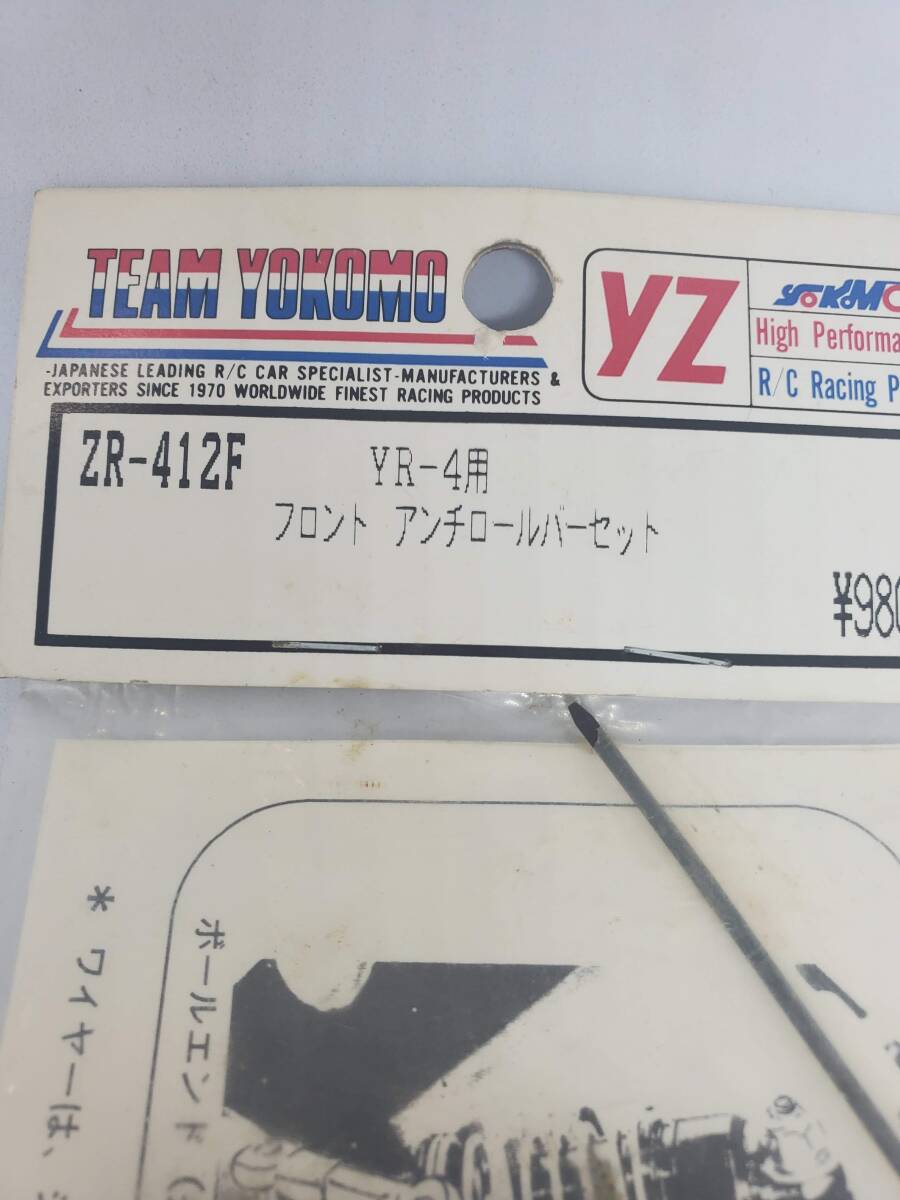 TEAM YOKOMO
-JAPANESE LEADING R/C CAR SPECIALIST-MANUFACTURERS &
EXPORTERS SINCE 1970 WORLDWIDE FINEST RACING PRODUCTS
YZ
YOKOMO
High Performa
R/C Racing P
ZR-412F
YR-4用
フロント アンチロールバーセット
¥980
ボールエンド(
* ワイヤーは、